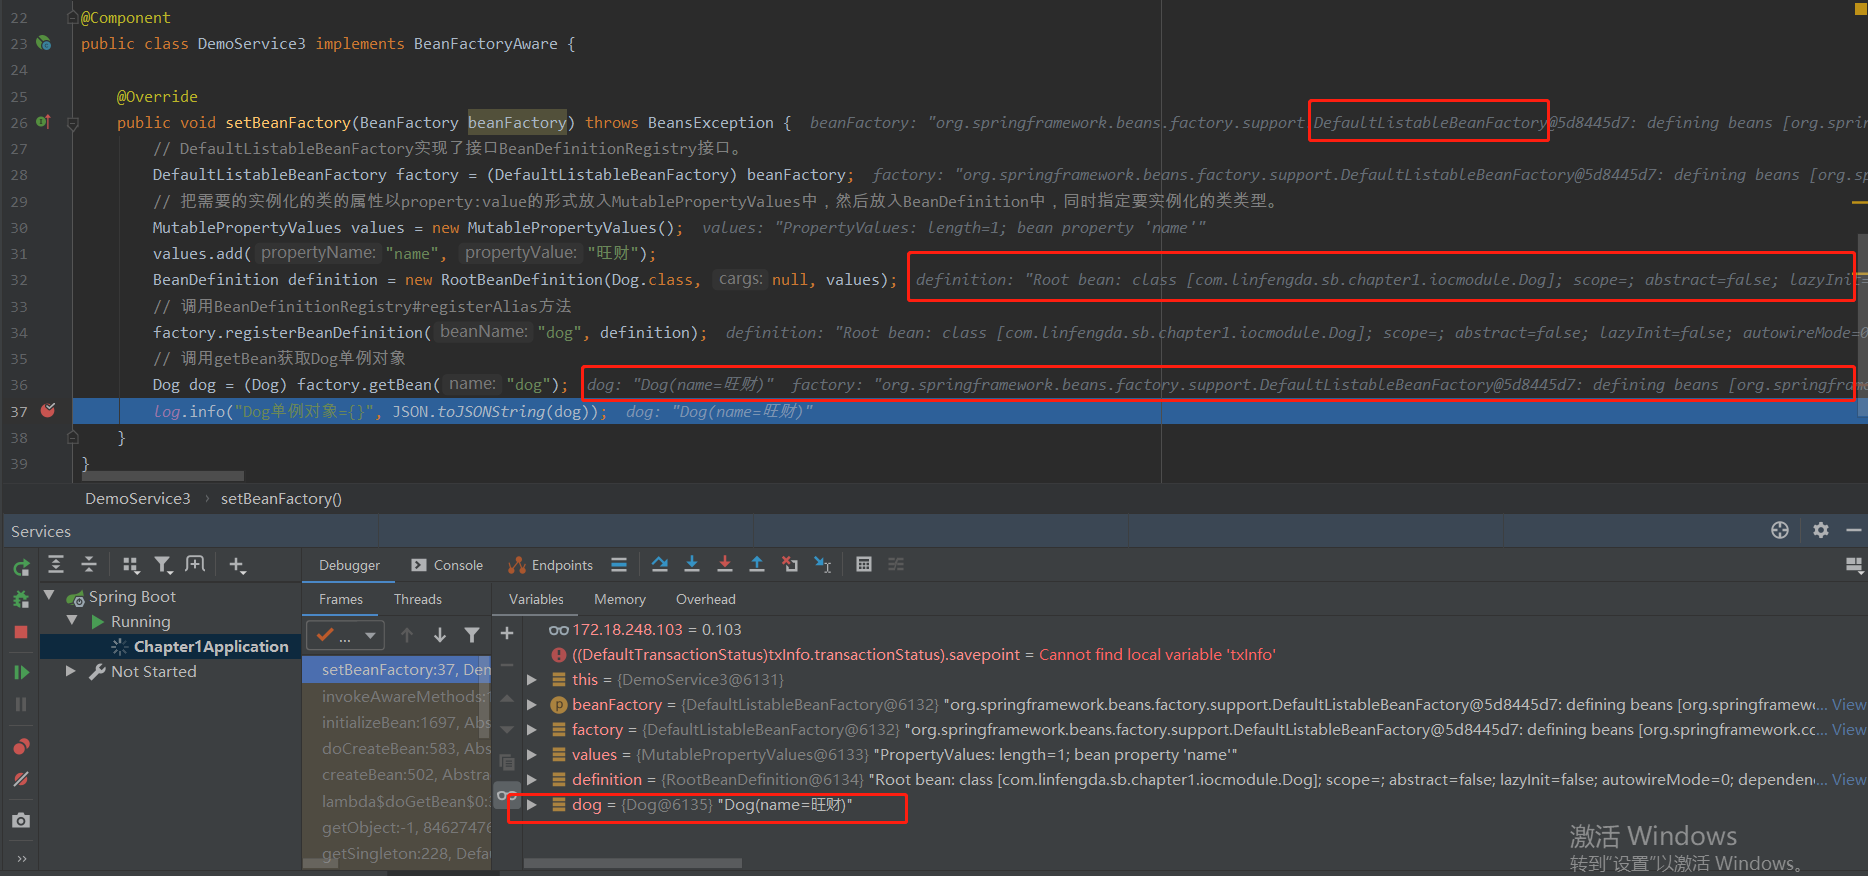 22 @Component
23 public class DemoService3 implements BeanFactoryAware {
24
25 @Override
26 public void setBeanFactory(BeanFactory beanFactory) throws BeansException { beanFactory: "org.springframework.beans.factory.support.DefaultListableBeanFactory@5d8445d7: defining beans [org.spri
27 // DefaultListableBeanFactory实现了接口BeanDefinitionRegistry接口。
28 DefaultListableBeanFactory factory = (DefaultListableBeanFactory) beanFactory; factory: "org.springframework.beans.factory.support.DefaultListableBeanFactory@5d8445d7: defining beans [org.sp
29 // 把需要的实例化的类的属性以property:value的形式放入MutablePropertyValues中，然后放入BeanDefinition中，同时指定要实例化的类类型。
30 MutablePropertyValues values = new MutablePropertyValues(); values: "PropertyValues: length=1; bean property 'name'"
31 values.add( propertyName: "name", propertyValue: "旺财");
32 BeanDefinition definition = new RootBeanDefinition(Dog.class, cargs: null, values); definition: "Root bean: class [com.linfengda.sb.chapter1.iocmodule.Dog]; scope=; abstract=false; lazyInit=
33 // 调用BeanDefinitionRegistry#registerAlias方法
34 factory.registerBeanDefinition( beanName: "dog", definition); definition: "Root bean: class [com.linfengda.sb.chapter1.iocmodule.Dog]; scope=; abstract=false; lazyInit=false; autowireMode=0
35 // 调用getBean获取Dog单例对象
36 Dog dog = (Dog) factory.getBean( name: "dog"); dog: "Dog(name=旺财)" factory: "org.springframework.beans.factory.support.DefaultListableBeanFactory@5d8445d7: defining beans [org.springframe
37 log.info("Dog单例对象={}", JSON.toJSONString(dog)); dog: "Dog(name=旺财)"
38 }
39 }
DemoService3 › setBeanFactory()
Services
Debugger Console Endpoints
Spring Boot
Running
Chapter1Application
Not Started
Frames Threads
...
setBeanFactory:37, Dem
invokeAwareMethods:
initializeBean:1697, Abs
doCreateBean:583, Abs
createBean:502, Abstra
lambda$doGetBean$0:
getObject:-1, 84627476
getSingleton:228, Defau
Variables Memory Overhead
172.18.248.103 = 0.103
((DefaultTransactionStatus)txInfo.transactionStatus).savepoint = Cannot find local variable 'txInfo'
this = {DemoService3@6131}
beanFactory = {DefaultListableBeanFactory@6132} "org.springframework.beans.factory.support.DefaultListableBeanFactory@5d8445d7: defining beans [org.springframewc... View
factory = {DefaultListableBeanFactory@6132} "org.springframework.beans.factory.support.DefaultListableBeanFactory@5d8445d7: defining beans [org.springframework.cc... View
values = {MutablePropertyValues@6133} "PropertyValues: length=1; bean property 'name'"
definition = {RootBeanDefinition@6134} "Root bean: class [com.linfengda.sb.chapter1.iocmodule.Dog]; scope=; abstract=false; lazyInit=false; autowireMode=0; dependenc... View
dog = {Dog@6135} "Dog(name=旺财)"
激活 Windows
转到"设置"以激活 Windows。